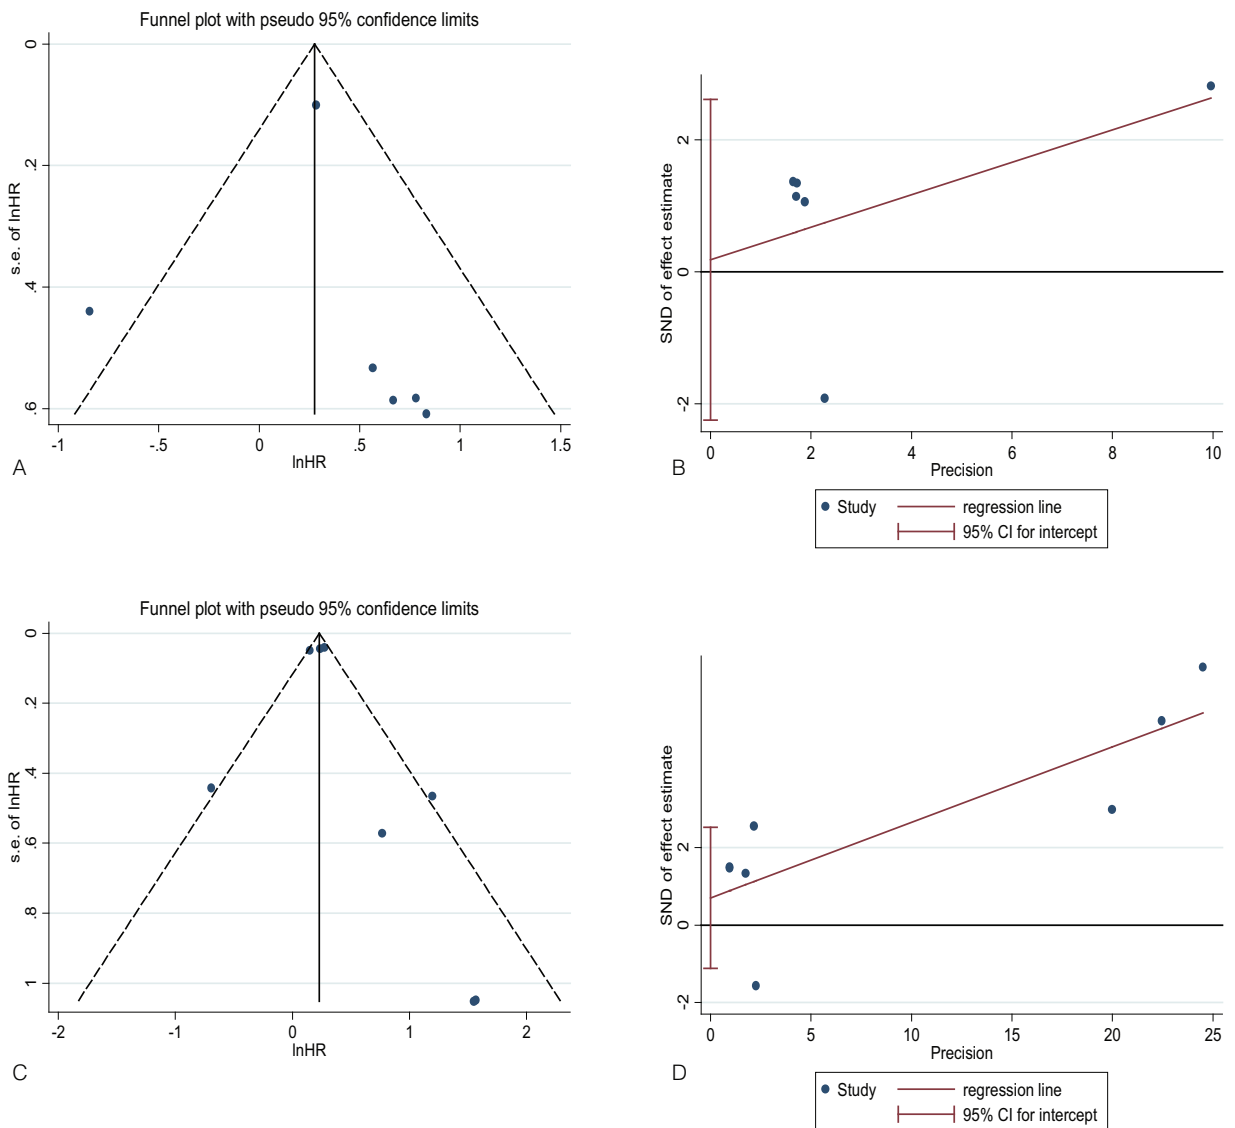 Funnel plot with pseudo 95% confidence limits
s.e. of lnHR
0
.2
.4
.6
-1
-.5
0
.5
1
1.5
lnHR
A
SND of effect estimate
2
0
-2
0
2
4
6
8
10
Precision
B
Study
regression line
95% CI for intercept
Funnel plot with pseudo 95% confidence limits
s.e. of lnHR
0
.2
.4
.6
.8
1
-2
-1
0
1
2
lnHR
C
SND of effect estimate
2
0
-2
0
5
10
15
20
25
Precision
D
Study
regression line
95% CI for intercept